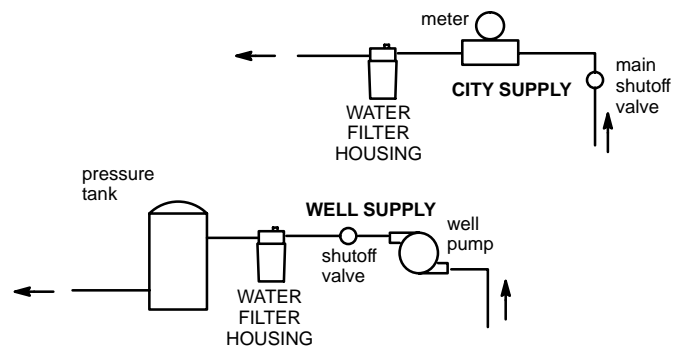 meter
main
shutoff
valve
CITY SUPPLY
WATER
FILTER
HOUSING
pressure
tank
WELL SUPPLY
well
pump
shutoff
valve
WATER
FILTER
HOUSING